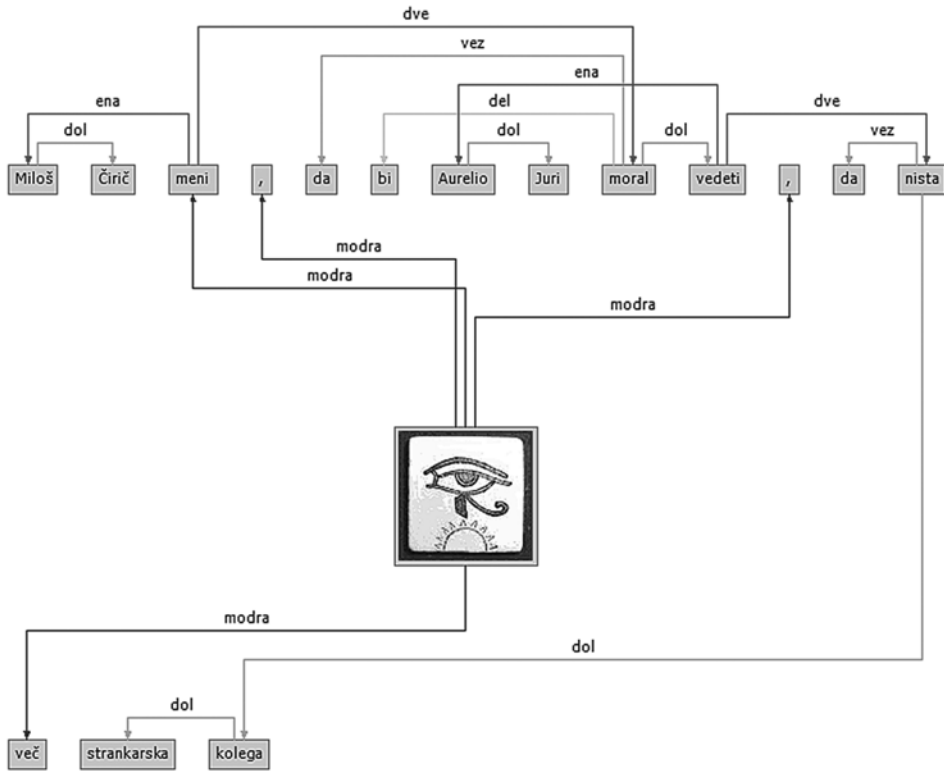 dve
vez
ena
ena del dve
dol dol dol vez
Miloš Čirič meni , da bi Aurelio Juri moral vedeti , da nista
modra
modra
modra
modra
dol
dol
več strankarska kolega